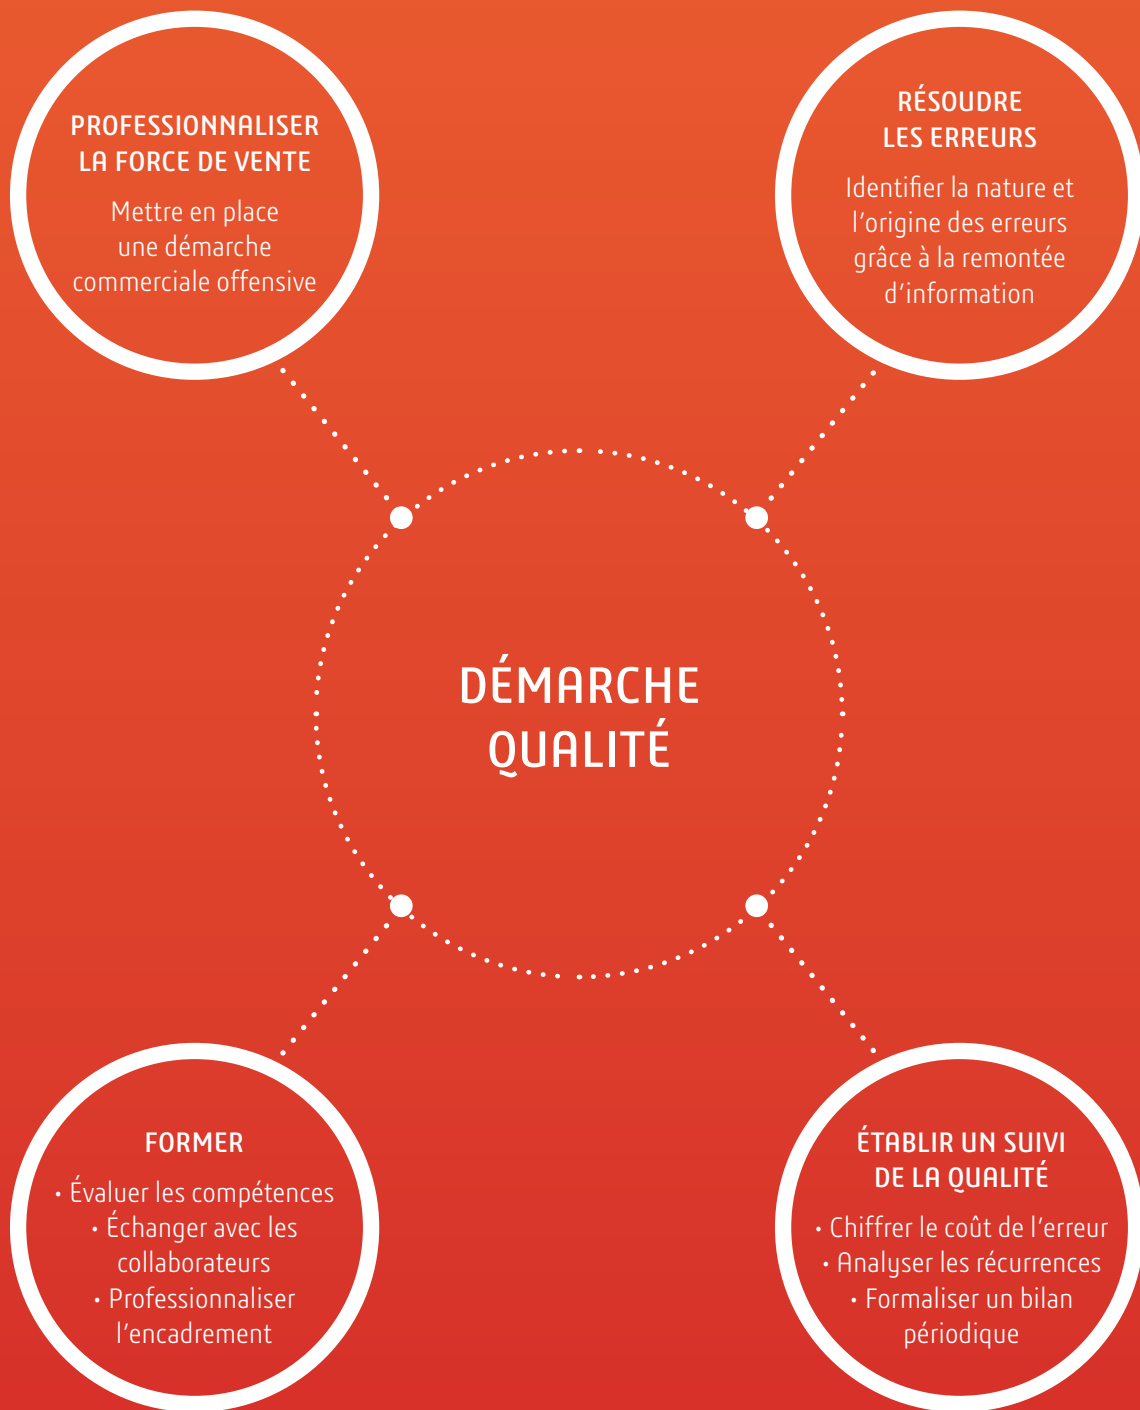 PROFESSIONNALISER
LA FORCE DE VENTE
Mettre en place
une démarche
commerciale offensive
RÉSOUDRE
LES ERREURS
Identifier la nature et
l'origine des erreurs
grâce à la remontée
d'information
DÉMARCHE
QUALITÉ
FORMER
• Évaluer les compétences
• Échanger avec les
collaborateurs
• Professionnaliser
l'encadrement
ÉTABLIR UN SUIVI
DE LA QUALITÉ
• Chiffrer le coût de l'erreur
• Analyser les récurrences
• Formaliser un bilan
périodique